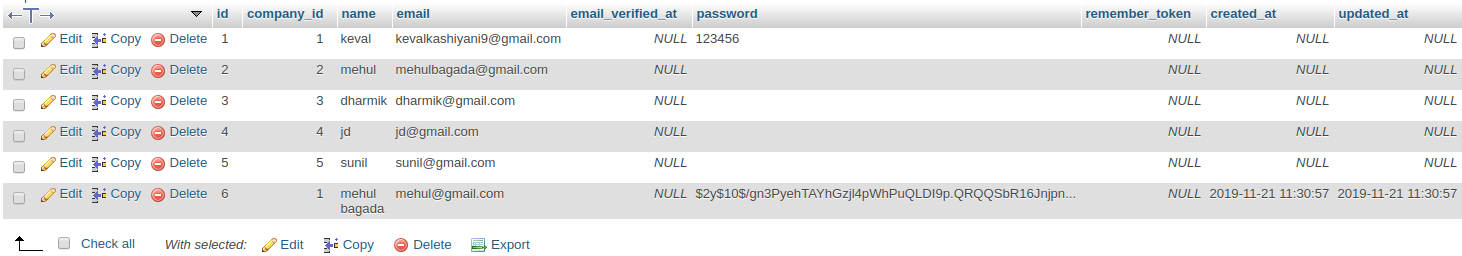 id company_id name email email_verified_at password remember_token created_at updated_at
Edit Copy Delete 1 1 keval kevalkashiyani9@gmail.com NULL 123456 NULL NULL NULL
Edit Copy Delete 2 2 mehul mehulbagada@gmail.com NULL NULL NULL NULL
Edit Copy Delete 3 3 dharmik dharmik@gmail.com NULL NULL NULL NULL
Edit Copy Delete 4 4 jd jd@gmail.com NULL NULL NULL NULL
Edit Copy Delete 5 5 sunil sunil@gmail.com NULL NULL NULL NULL
Edit Copy Delete 6 1 mehul mehul@gmail.com NULL $2y$10$/gn3PyehTAYhGzjl4pWhPuQLDI9p.QRQQSbR16Jnjpn... NULL 2019-11-21 11:30:57 2019-11-21 11:30:57
bagada
Check all With selected: Edit Copy Delete Export